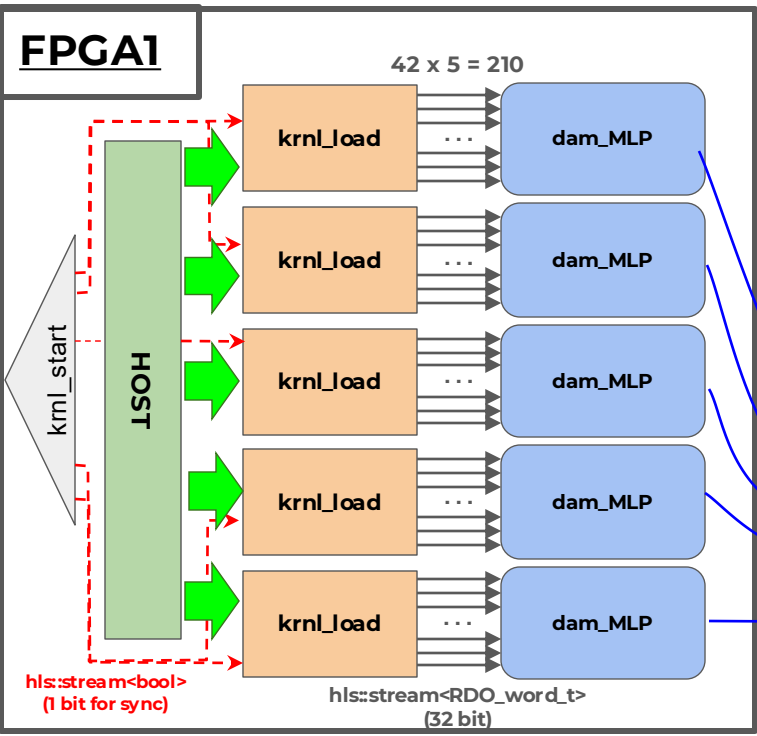 FPGA1
42 x 5 = 210
krnl_load
. . .
dam_MLP
krnl_load
. . .
dam_MLP
krnl_start
HOST
krnl_load
. . .
dam_MLP
krnl_load
. . .
dam_MLP
krnl_load
. . .
dam_MLP
hls::stream<bool>
(1 bit for sync)
hls::stream<RDO_word_t>
(32 bit)